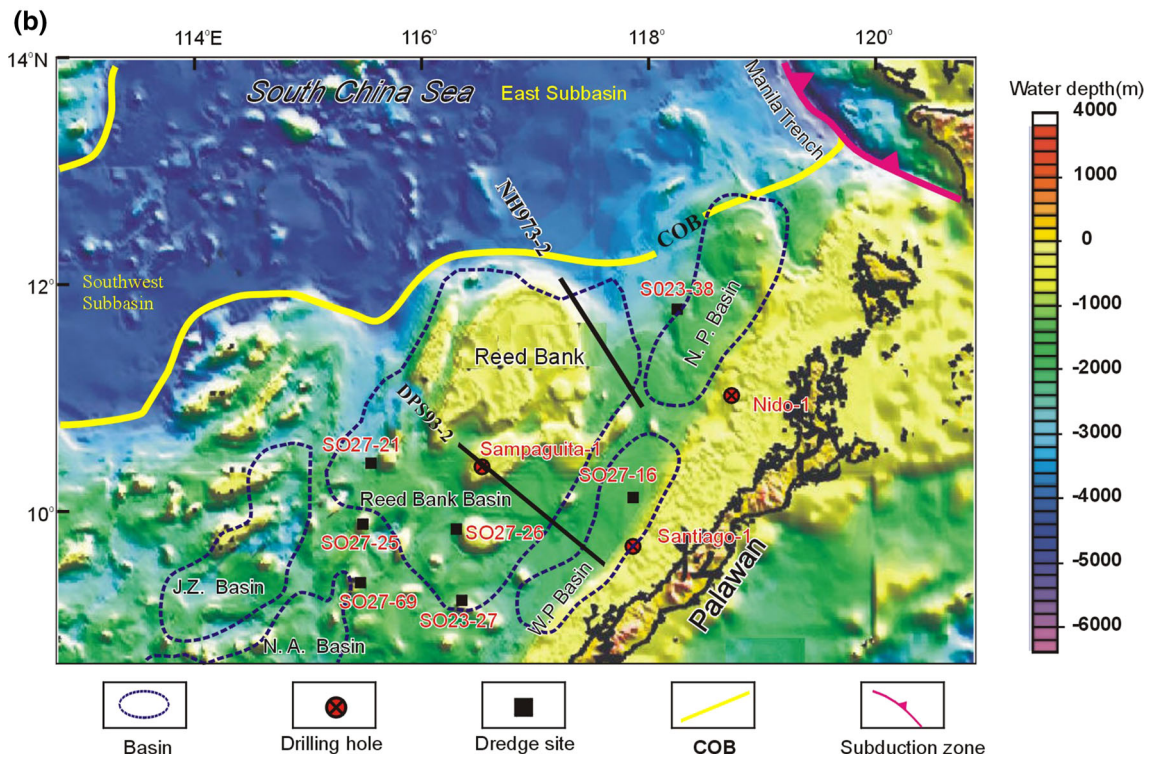 (b)
114°E
116°
118°
120°
14°N
12°
10°
South China Sea
East Subbasin
Manila Trench
NH973-2
COB
Southwest
Subbasin
SO23-38
N. P. Basin
Reed Bank
DPS93-2
Nido-1
SO27-21
Sampaguita-1
SO27-16
Reed Bank Basin
SO27-25
SO27-26
Santiago-1
J.Z. Basin
SO27-69
SO23-27
W.P Basin
Palawan
N. A. Basin
Water depth(m)
4000
1000
0
-1000
-2000
-3000
-4000
-5000
-6000
Basin
Drilling hole
Dredge site
COB
Subduction zone